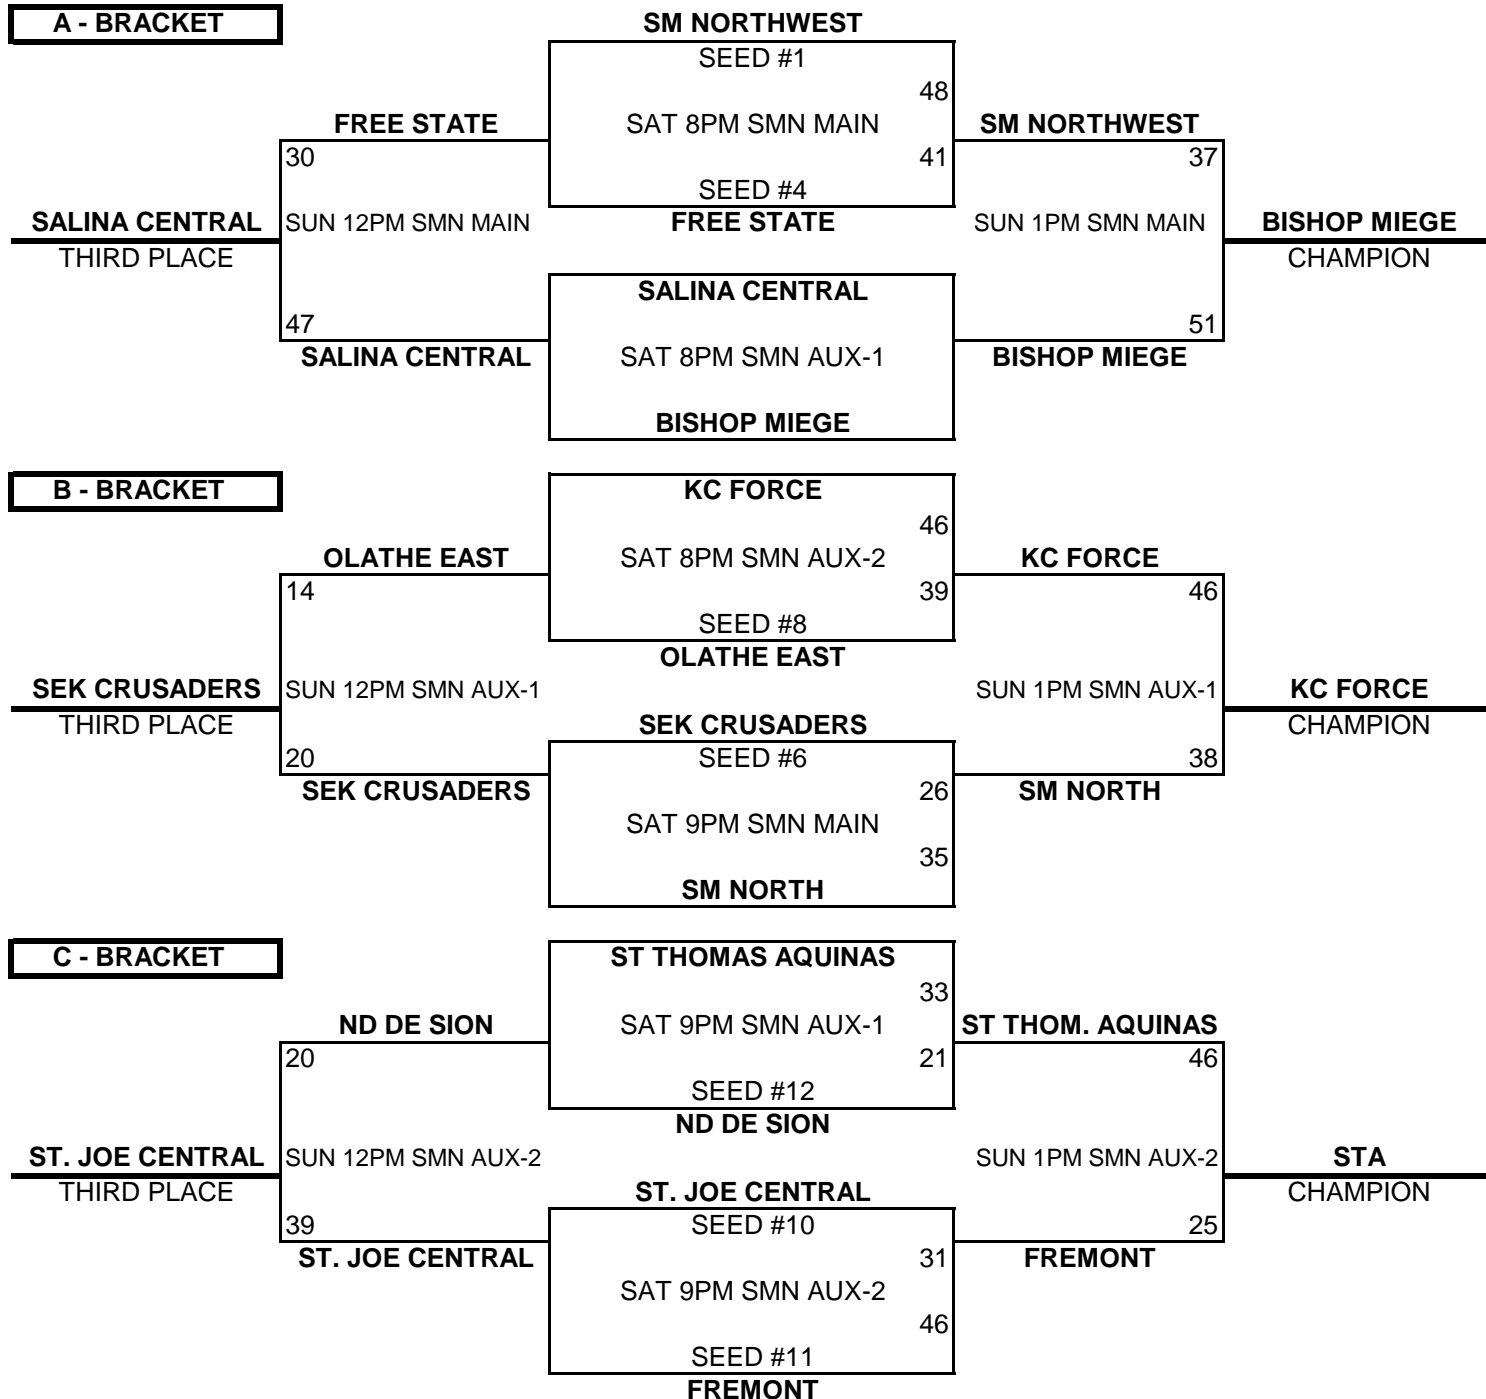 A - BRACKET
SM NORTHWEST
SEED #1
48
FREE STATE
SAT 8PM SMN MAIN
SM NORTHWEST
30
41
37
SEED #4
SALINA CENTRAL
SUN 12PM SMN MAIN
FREE STATE
SUN 1PM SMN MAIN
BISHOP MIEGE
THIRD PLACE
CHAMPION
SALINA CENTRAL
47
51
SALINA CENTRAL
SAT 8PM SMN AUX-1
BISHOP MIEGE
BISHOP MIEGE
B - BRACKET
KC FORCE
46
OLATHE EAST
SAT 8PM SMN AUX-2
KC FORCE
14
39
46
SEED #8
OLATHE EAST
SEK CRUSADERS
SUN 12PM SMN AUX-1
SUN 1PM SMN AUX-1
KC FORCE
THIRD PLACE
SEK CRUSADERS
CHAMPION
20
SEED #6
38
SEK CRUSADERS
26
SM NORTH
SAT 9PM SMN MAIN
35
SM NORTH
C - BRACKET
ST THOMAS AQUINAS
33
ND DE SION
SAT 9PM SMN AUX-1
ST THOM. AQUINAS
20
21
46
SEED #12
ND DE SION
ST. JOE CENTRAL
SUN 12PM SMN AUX-2
SUN 1PM SMN AUX-2
STA
THIRD PLACE
ST. JOE CENTRAL
CHAMPION
39
SEED #10
25
ST. JOE CENTRAL
31
FREMONT
SAT 9PM SMN AUX-2
46
SEED #11
FREMONT